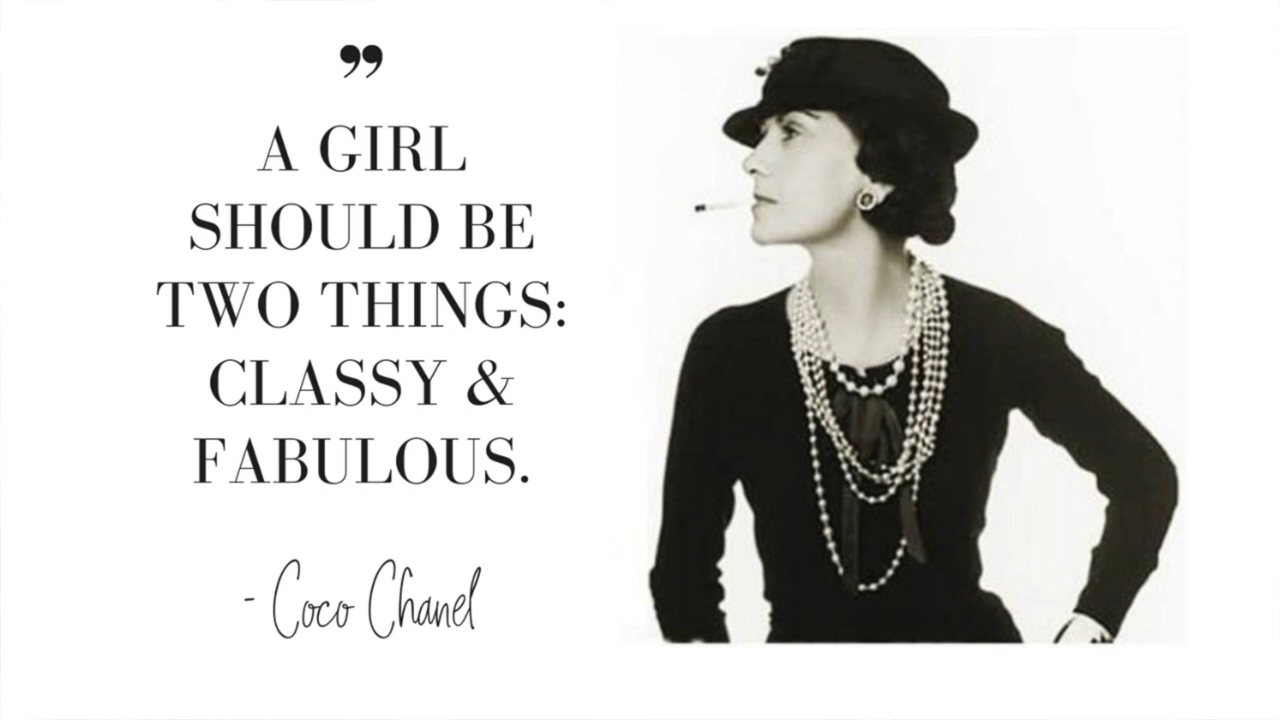 ”
A GIRL
SHOULD BE
TWO THINGS:
CLASSY &
FABULOUS.
- Coco Chanel